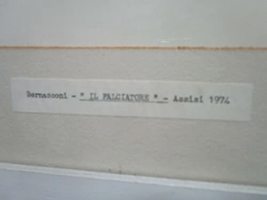 Bernasconi - " IL FALCIATORE " - Assisi 1974